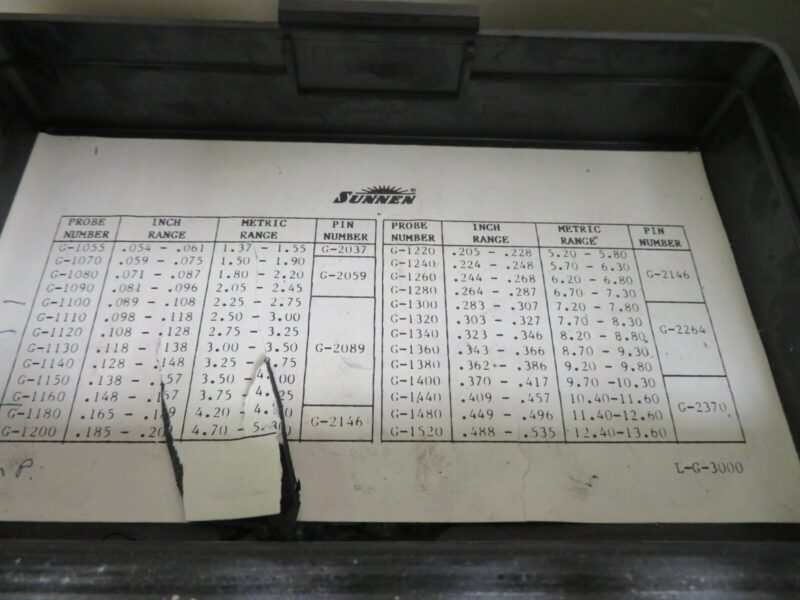 SUNNEN®
PROBE NUMBER INCH RANGE METRIC RANGE PIN NUMBER
G-1055 .054 - .061 1.37 - 1.55 G-2037
G-1070 .059 - .075 1.50 - 1.90
G-1080 .071 - .087 1.80 - 2.20 G-2059
G-1090 .081 - .096 2.05 - 2.45
G-1100 .089 - .108 2.25 - 2.75
G-1110 .098 - .118 2.50 - 3.00
G-1120 .108 - .128 2.75 - 3.25
G-1130 .118 - .138 3.00 - 3.50 G-2089
G-1140 .128 - .148 3.25 - 3.75
G-1150 .138 - 3.50 - 4.00
G-1160 .148 - 3.75 - 4.25
G-1180 .165 - 4.20 - G-2146
G-1200 .185 - 4.70 -
PROBE NUMBER INCH RANGE METRIC RANGE PIN NUMBER
G-1220 .205 - .228 5.20 - 5.80
G-1240 .224 - .248 5.70 - 6.30 G-2146
G-1260 .244 - .268 6.20 - 6.80
G-1280 .264 - .287 6.70 - 7.30
G-1300 .283 - .307 7.20 - 7.80
G-1320 .303 - .327 7.70 - 8.30 G-2264
G-1340 .323 - .346 8.20 - 8.80
G-1360 .343 - .366 8.70 - 9.30
G-1380 .362 - .386 9.20 - 9.80
G-1400 .370 - .417 9.70 - 10.30
G-1440 .409 - .457 10.40 - 11.60 G-2370
G-1480 .449 - .496 11.40 - 12.60
G-1520 .488 - .535 12.40 - 13.60
L-G-3000
P.